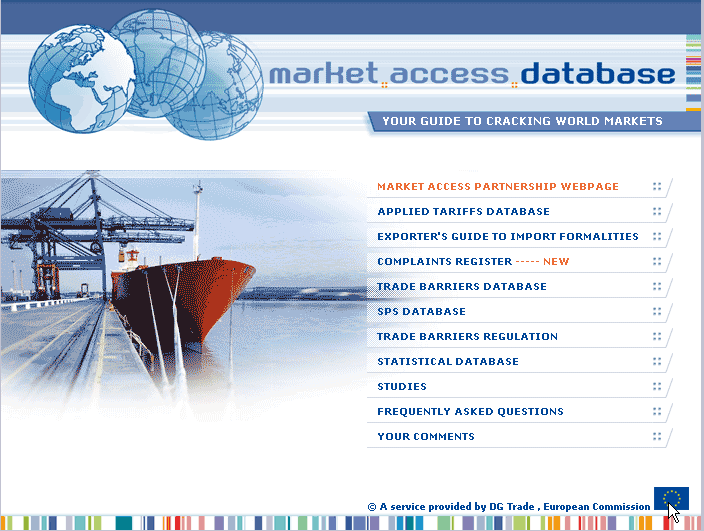 market access database
YOUR GUIDE TO CRACKING WORLD MARKETS
MARKET ACCESS PARTNERSHIP WEBPAGE
APPLIED TARIFFS DATABASE
EXPORTER'S GUIDE TO IMPORT FORMALITIES
COMPLAINTS REGISTER ----- NEW
TRADE BARRIERS DATABASE
SPS DATABASE
TRADE BARRIERS REGULATION
STATISTICAL DATABASE
STUDIES
FREQUENTLY ASKED QUESTIONS
YOUR COMMENTS
© A service provided by DG Trade , European Commission